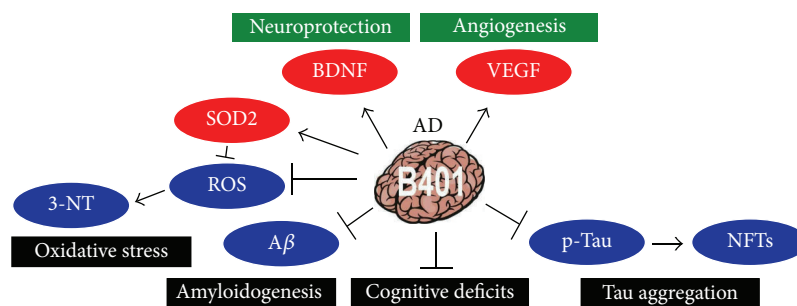 Neuroprotection
Angiogenesis
BDNF
VEGF
SOD2
AD
B401
ROS
3-NT
Oxidative stress
Aβ
p-Tau
NFTs
Amyloidogenesis
Cognitive deficits
Tau aggregation